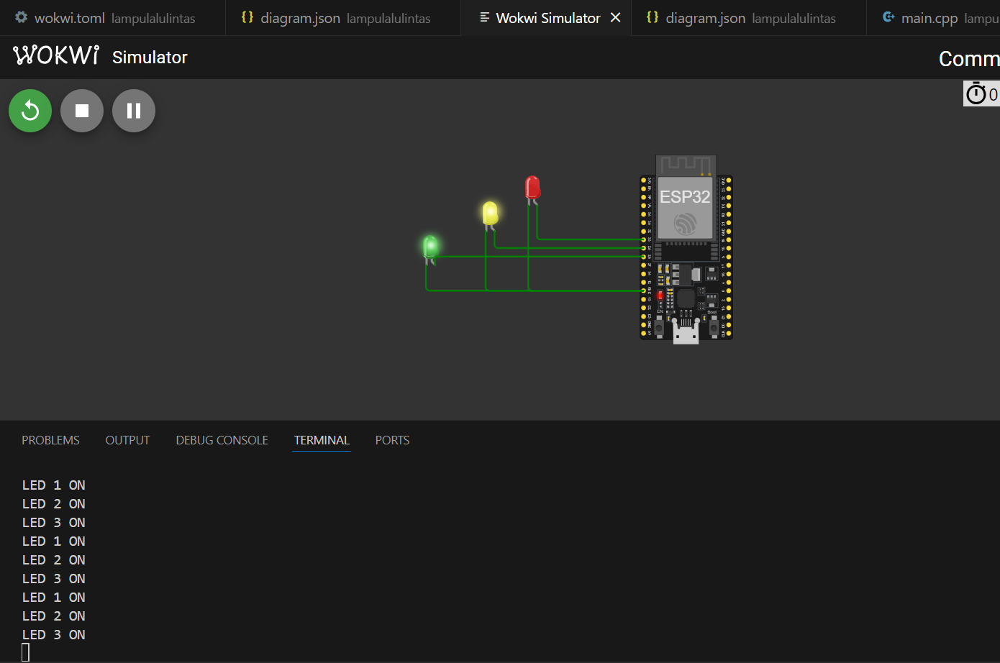 wokwi.toml lampulalulintas
{} diagram.json lampulalulintas
Wokwi Simulator
{} diagram.json lampulalulintas
main.cpp lampu
WOKWi Simulator
Comm
0
ESP32
EN
Boot
PROBLEMS OUTPUT DEBUG CONSOLE TERMINAL PORTS
LED 1 ON
LED 2 ON
LED 3 ON
LED 1 ON
LED 2 ON
LED 3 ON
LED 1 ON
LED 2 ON
LED 3 ON